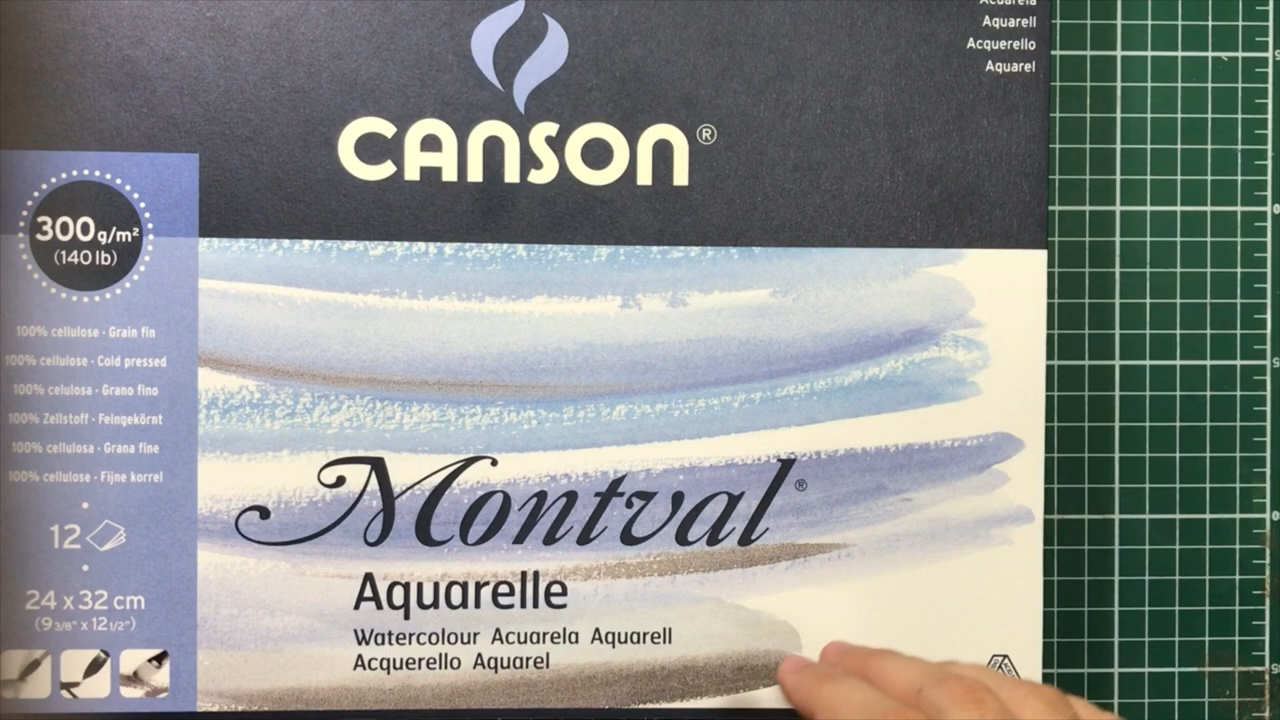 Acuarela
Aquarell
Acquerello
Aquarel
CANSON®
300 g/m²
(140 lb)
100% cellulose · Grain fin
100% cellulose · Cold pressed
100% celulosa · Grano fino
100% Zellstoff · Feingekörnt
100% cellulosa · Grana fine
100% cellulose · Fijne korrel
12
24 x 32 cm
(9 3/8" x 12 1/2")
Montval®
Aquarelle
Watercolour Acuarela Aquarell
Acquerello Aquarel